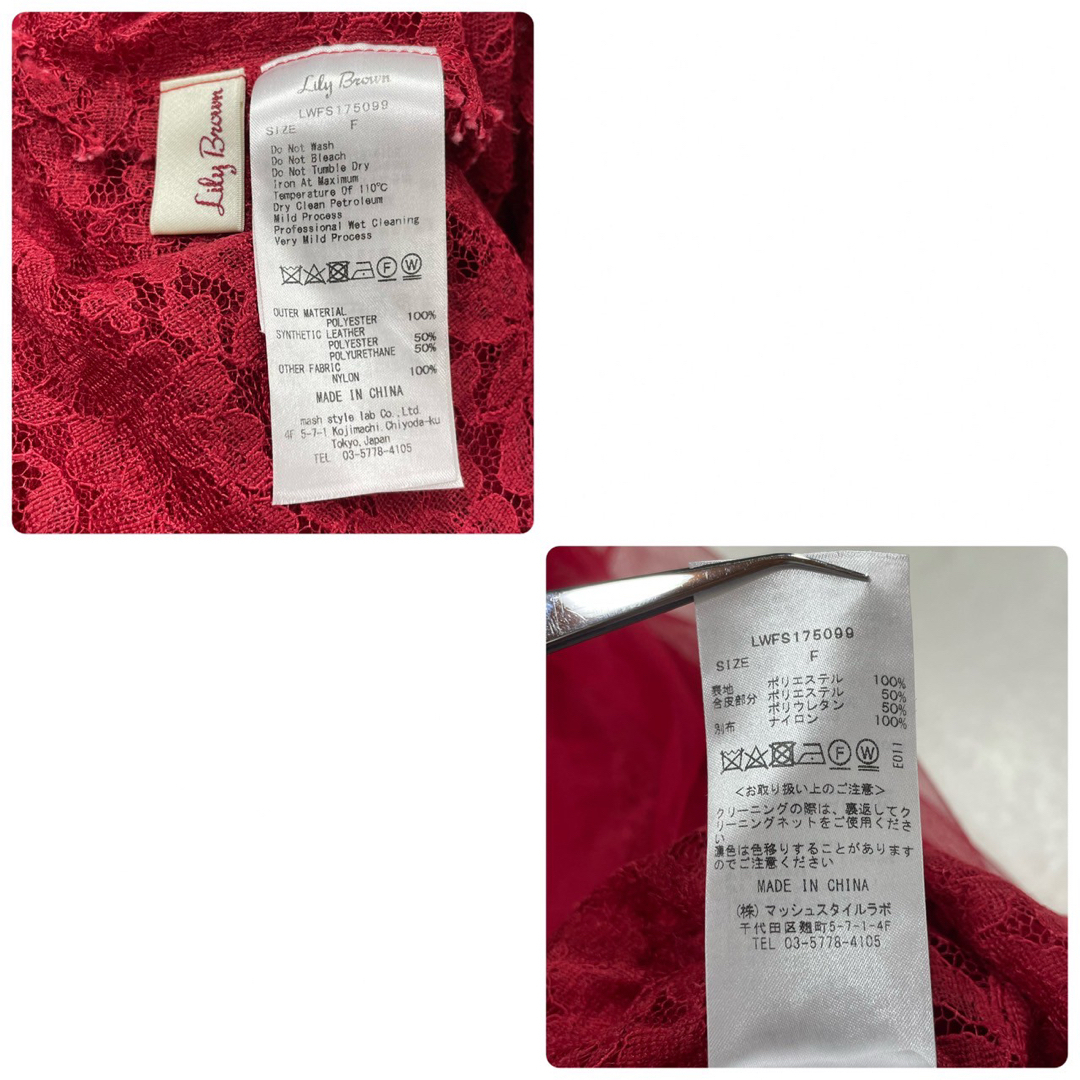 Lily Brown
Lily Brown
LWFS175099
SIZE F
Do Not Wash
Do Not Bleach
Do Not Tumble Dry
Iron At Maximum
Temperature Of 110℃
Dry Clean Petroleum
Mild Process
Professional Wet Cleaning
Very Mild Process
F W
OUTER MATERIAL
POLYESTER 100%
SYNTHETIC LEATHER
POLYESTER 50%
POLYURETHANE 50%
OTHER FABRIC
NYLON 100%
MADE IN CHINA
mash style lab Co., Ltd.
4F 5-7-1 Kojimachi Chiyoda-ku
Tokyo, Japan
TEL 03-5778-4105
LWFS175099
SIZE F
表地 ポリエステル 100%
合皮部分 ポリエステル 50%
ポリウレタン 50%
別布 ナイロン 100%
F W E011
<お取り扱い上のご注意>
クリーニングの際は、裏返してク
リーニングネットをご使用くださ
い
濃色は色移りすることがあります
のでご注意ください
MADE IN CHINA
(株)マッシュスタイルラボ
千代田区麹町5-7-1-4F
TEL 03-5778-4105